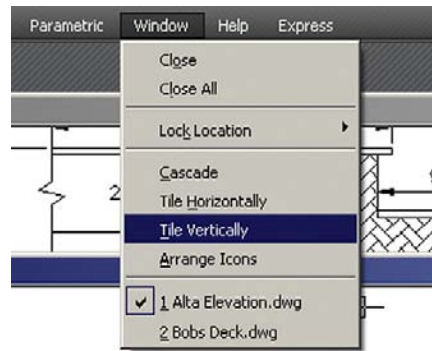 Parametric Window Help Express
Close
Close All
Lock Location
Cascade
Tile Horizontally
Tile Vertically
Arrange Icons
1 Alta Elevation.dwg
2 Bobs Deck.dwg
2